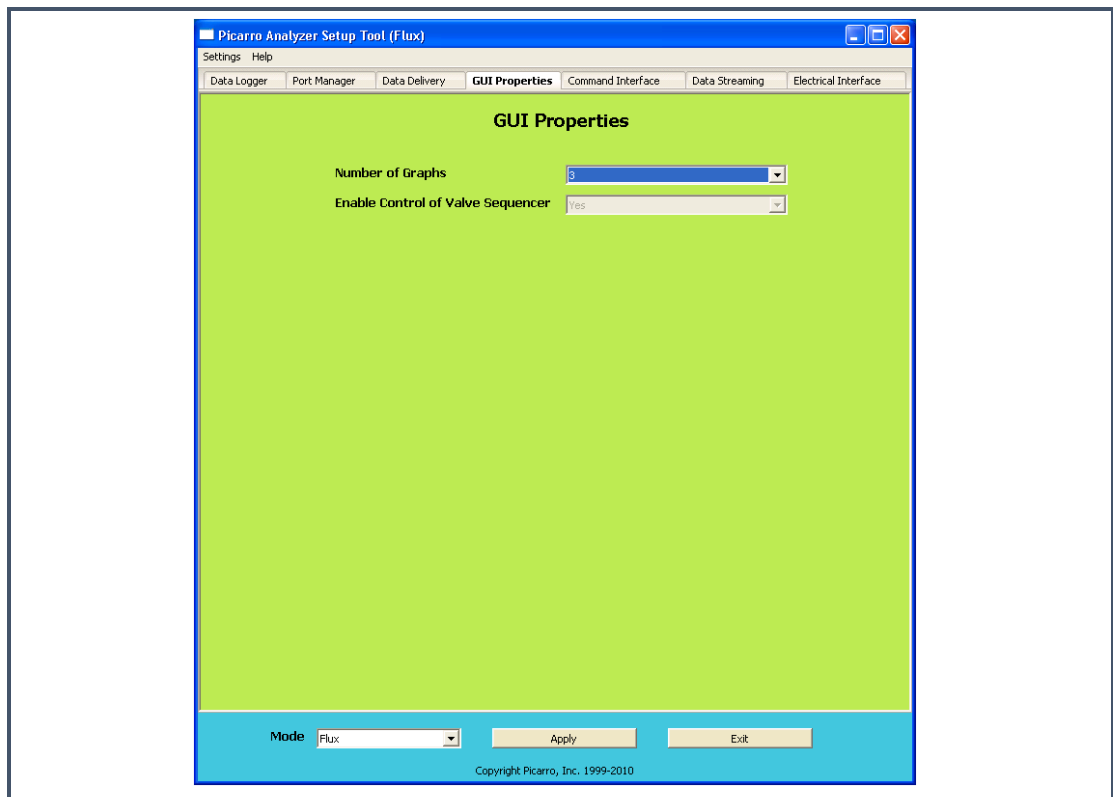 Picarro Analyzer Setup Tool (Flux)
Settings Help
Data Logger Port Manager Data Delivery GUI Properties Command Interface Data Streaming Electrical Interface
GUI Properties
Number of Graphs 3
Enable Control of Valve Sequencer Yes
Mode Flux Apply Exit
Copyright Picarro, Inc. 1999-2010